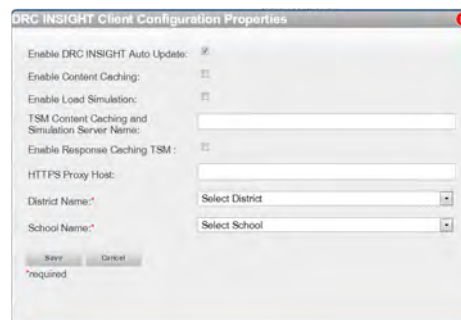 DRC INSIGHT Client Configuration Properties
Enable DRC INSIGHT Auto Update:
Enable Content Caching:
Enable Load Simulation:
TSM Content Caching and
Simulation Server Name:
Enable Response Caching TSM :
HTTPS Proxy Host:
District Name:*
Select District
School Name:*
Select School
Save Cancel
*required